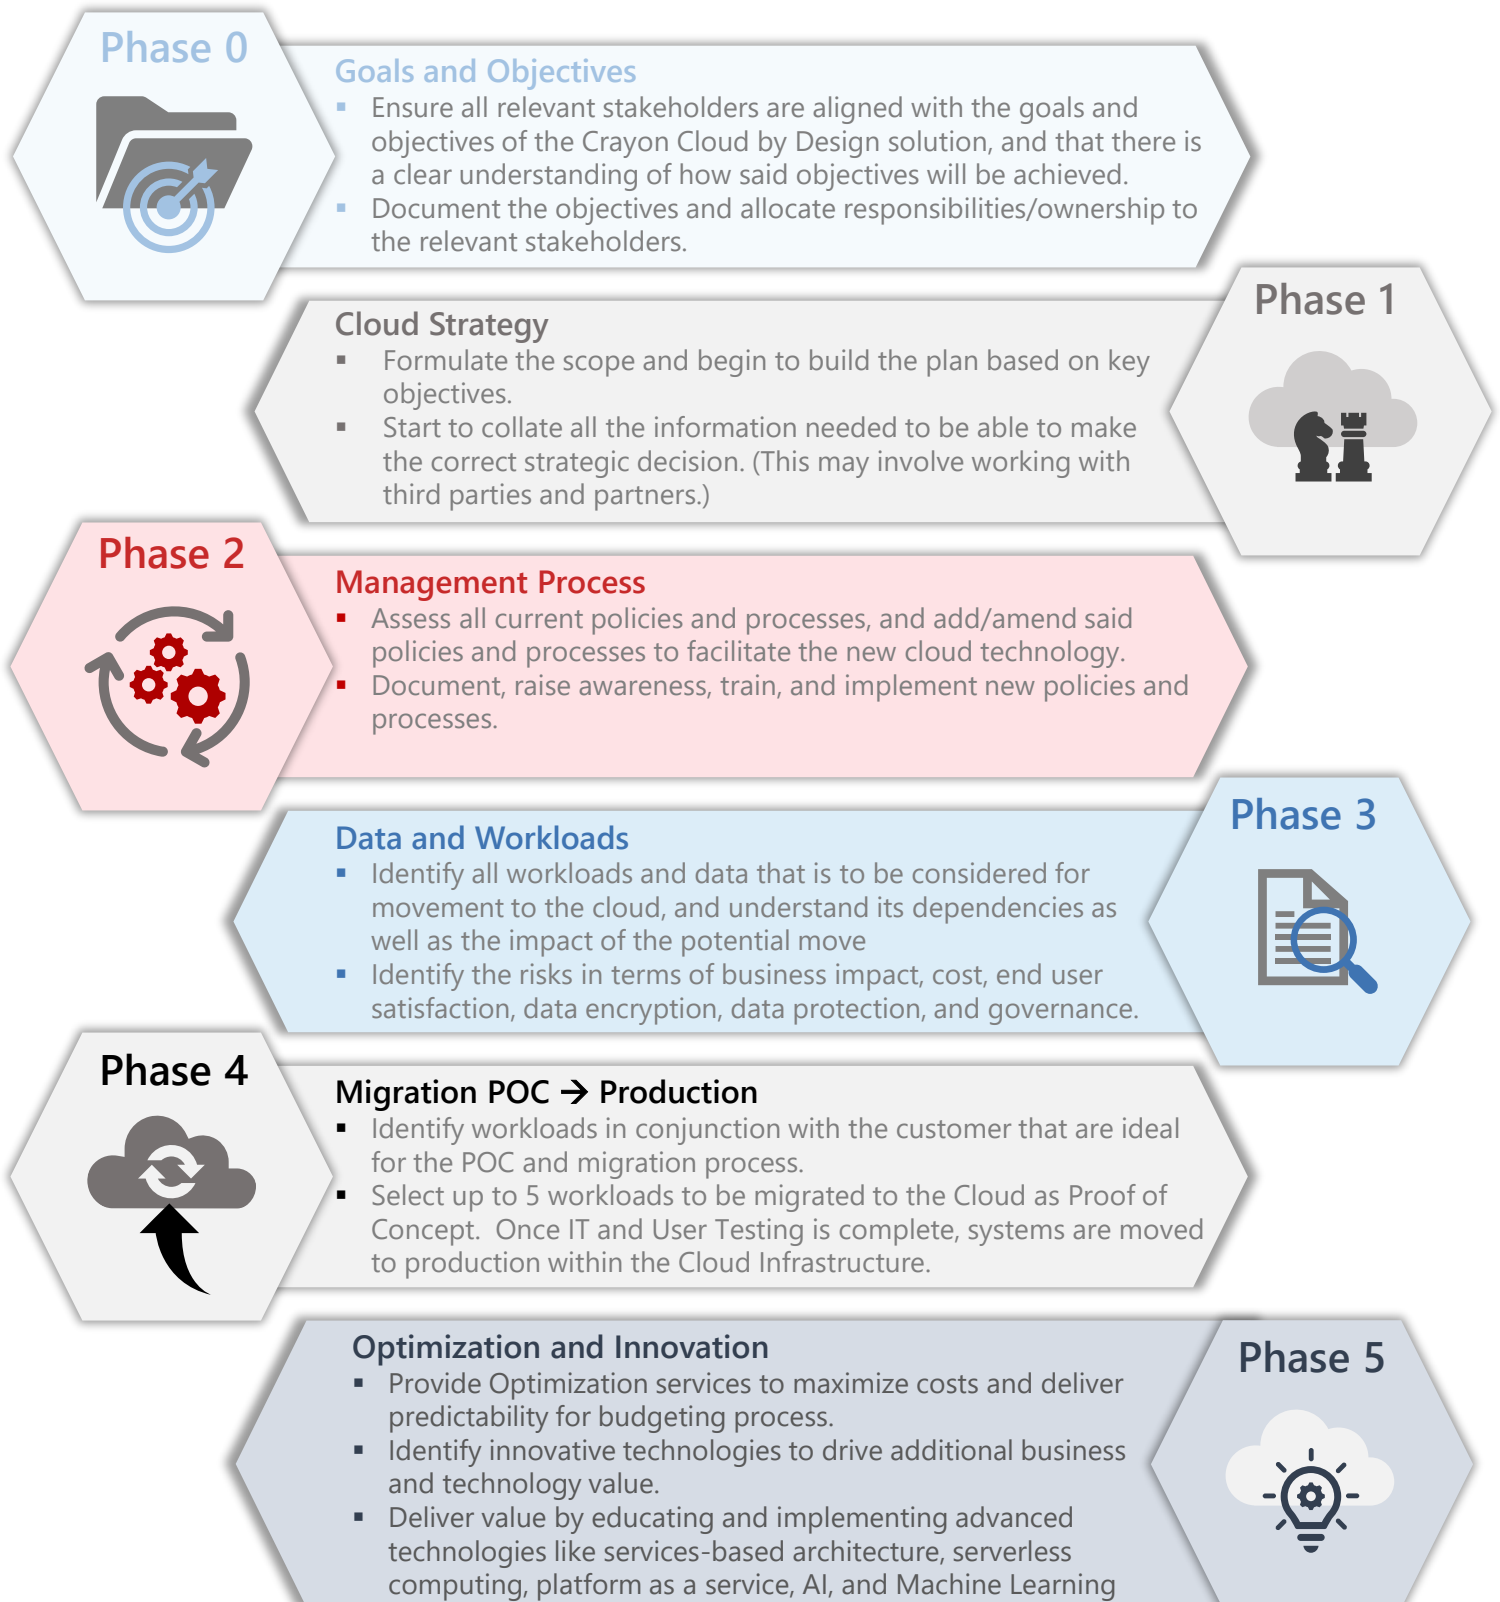 Phase 0
Goals and Objectives
▪ Ensure all relevant stakeholders are aligned with the goals and
objectives of the Crayon Cloud by Design solution, and that there is
a clear understanding of how said objectives will be achieved.
▪ Document the objectives and allocate responsibilities/ownership to
the relevant stakeholders.
Phase 1
Cloud Strategy
▪ Formulate the scope and begin to build the plan based on key
objectives.
▪ Start to collate all the information needed to be able to make
the correct strategic decision. (This may involve working with
third parties and partners.)
Phase 2
Management Process
▪ Assess all current policies and processes, and add/amend said
policies and processes to facilitate the new cloud technology.
▪ Document, raise awareness, train, and implement new policies and
processes.
Phase 3
Data and Workloads
▪ Identify all workloads and data that is to be considered for
movement to the cloud, and understand its dependencies as
well as the impact of the potential move
▪ Identify the risks in terms of business impact, cost, end user
satisfaction, data encryption, data protection, and governance.
Phase 4
Migration POC → Production
▪ Identify workloads in conjunction with the customer that are ideal
for the POC and migration process.
▪ Select up to 5 workloads to be migrated to the Cloud as Proof of
Concept.  Once IT and User Testing is complete, systems are moved
to production within the Cloud Infrastructure.
Phase 5
Optimization and Innovation
▪ Provide Optimization services to maximize costs and deliver
predictability for budgeting process.
▪ Identify innovative technologies to drive additional business
and technology value.
▪ Deliver value by educating and implementing advanced
technologies like services-based architecture, serverless
computing, platform as a service, AI, and Machine Learning